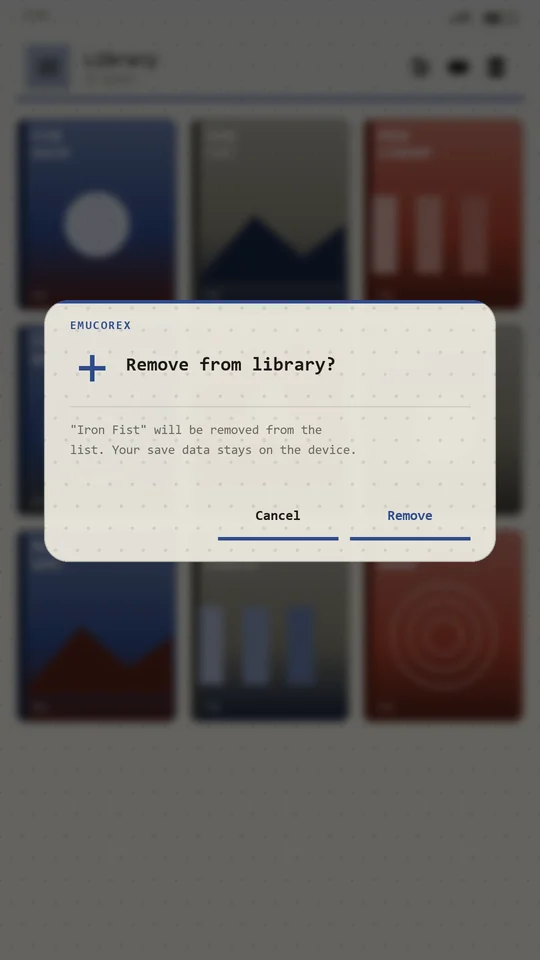 Library
EMUCOREX
Remove from library?
"Iron Fist" will be removed from the
list. Your save data stays on the device.
Cancel
Remove